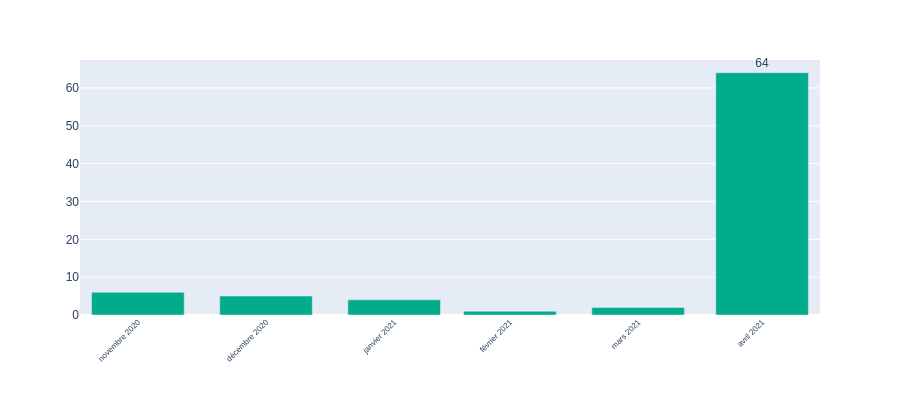 64
60
50
40
30
20
10
0
novembre 2020
décembre 2020
janvier 2021
février 2021
mars 2021
avril 2021